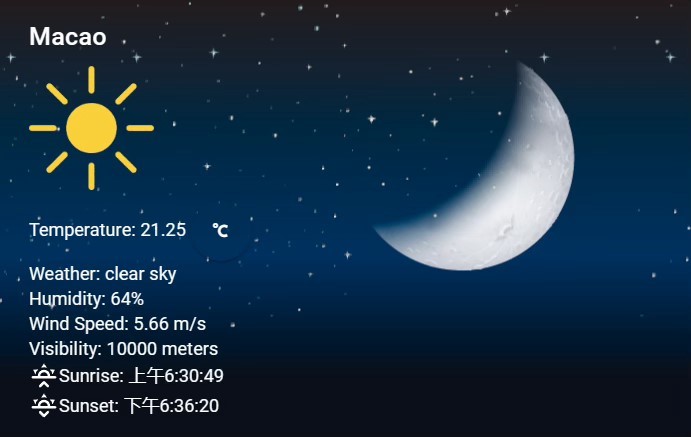 Macao
Temperature: 21.25 ℃
Weather: clear sky
Humidity: 64%
Wind Speed: 5.66 m/s
Visibility: 10000 meters
Sunrise: 上午6:30:49
Sunset: 下午6:36:20